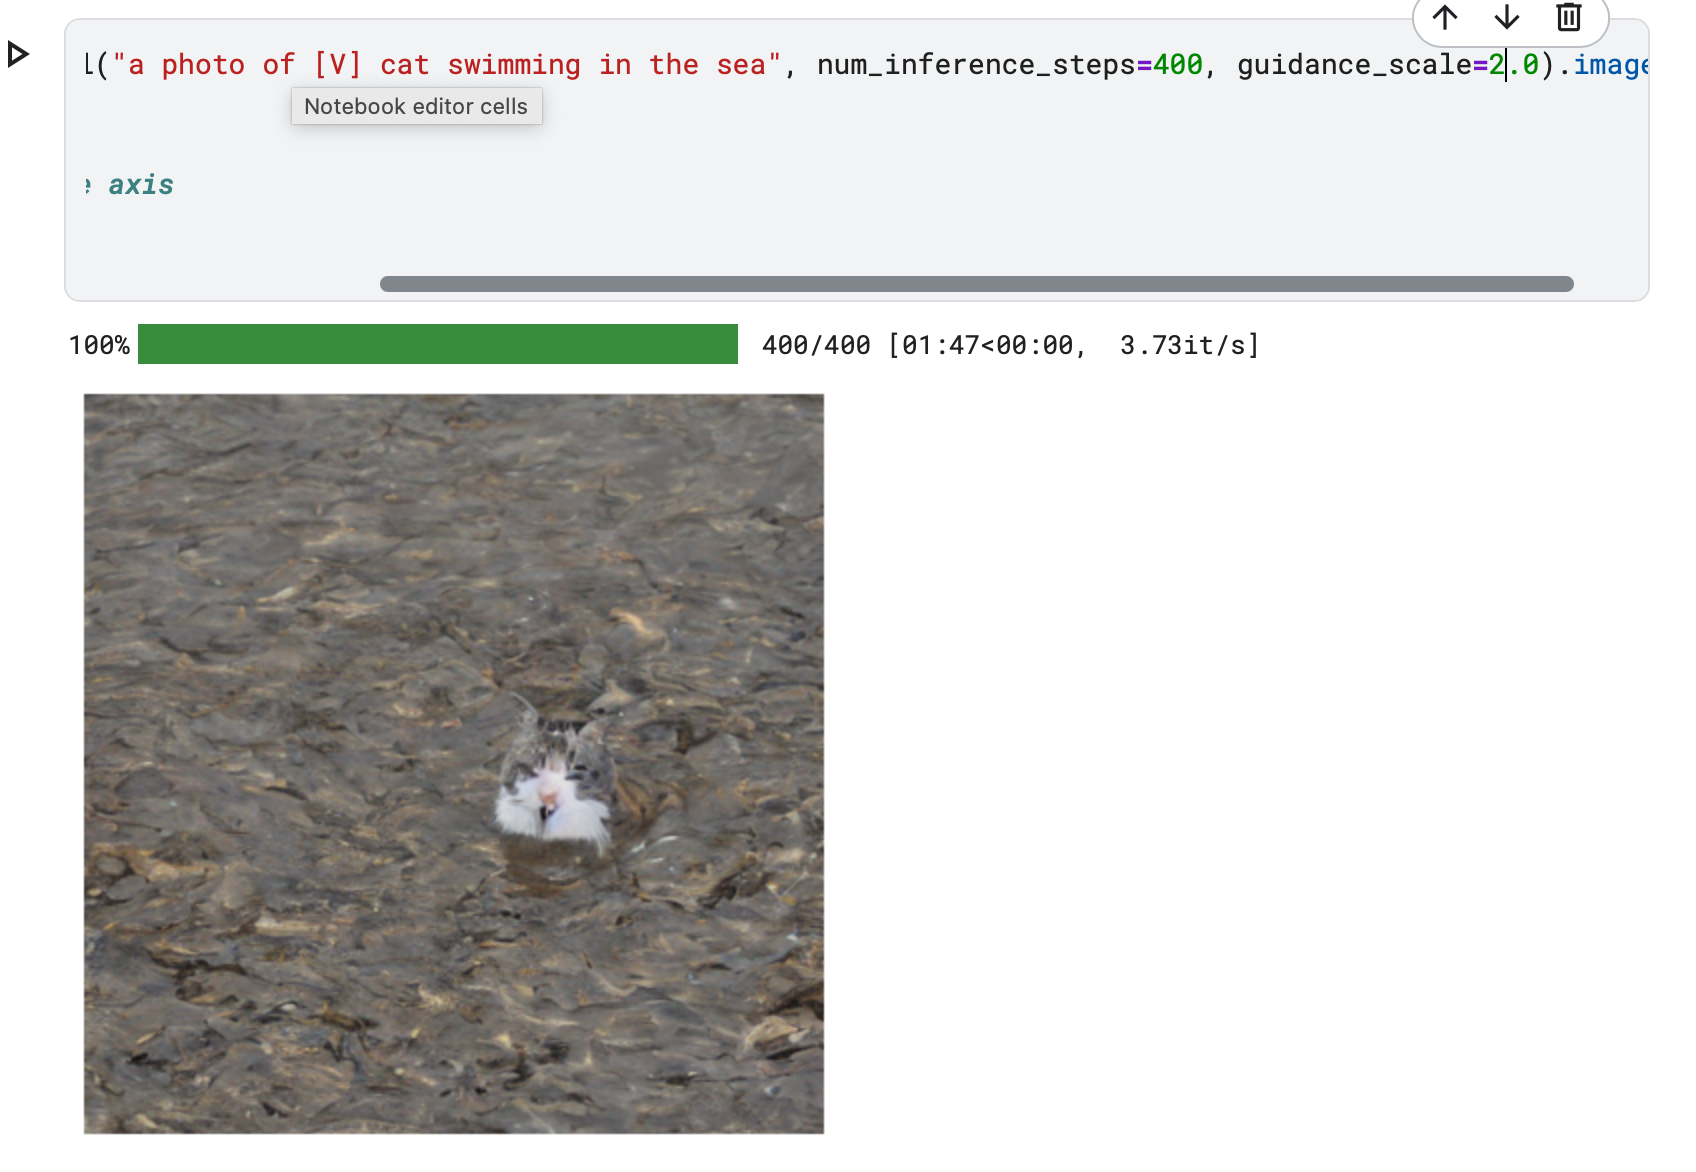 ("a photo of [V] cat swimming in the sea", num_inference_steps=400, guidance_scale=2.0).image
Notebook editor cells
axis
100% 400/400 [01:47<00:00, 3.73it/s]